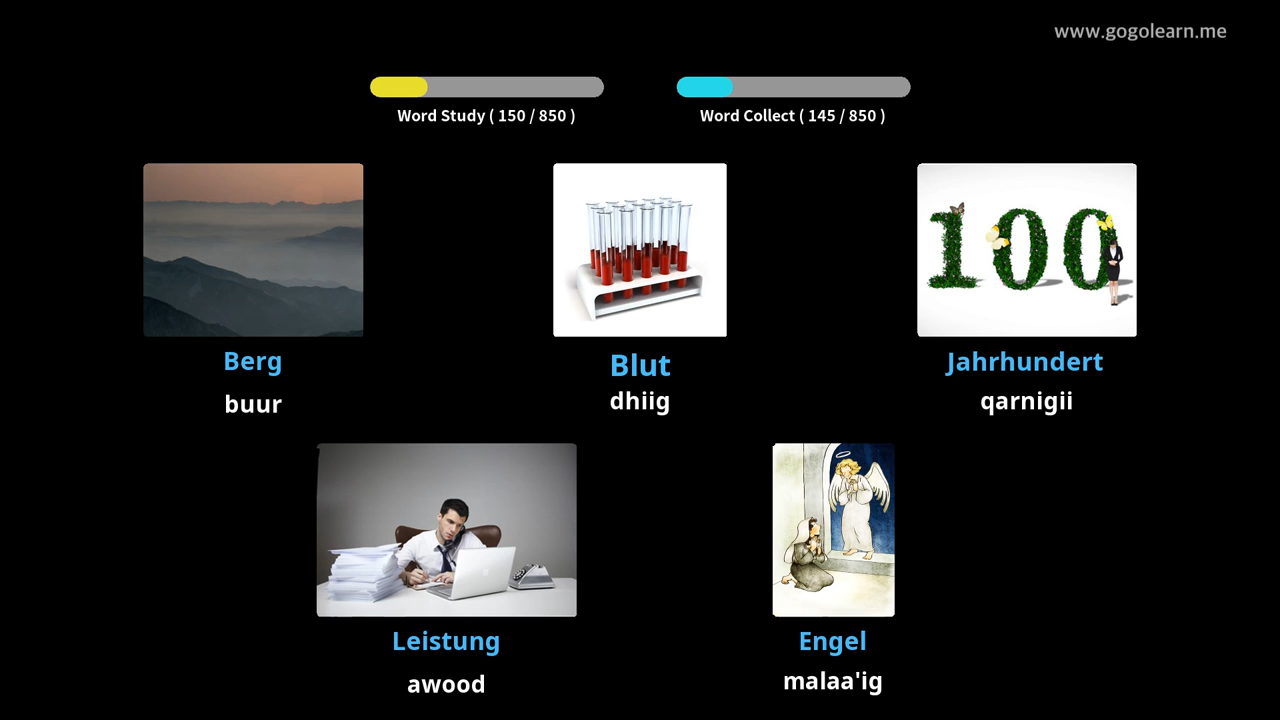 www.gogolearn.me
Word Study ( 150 / 850 )
Word Collect ( 145 / 850 )
Berg
buur
Blut
dhiig
100
Jahrhundert
qarnigii
Leistung
awood
Engel
malaa'ig